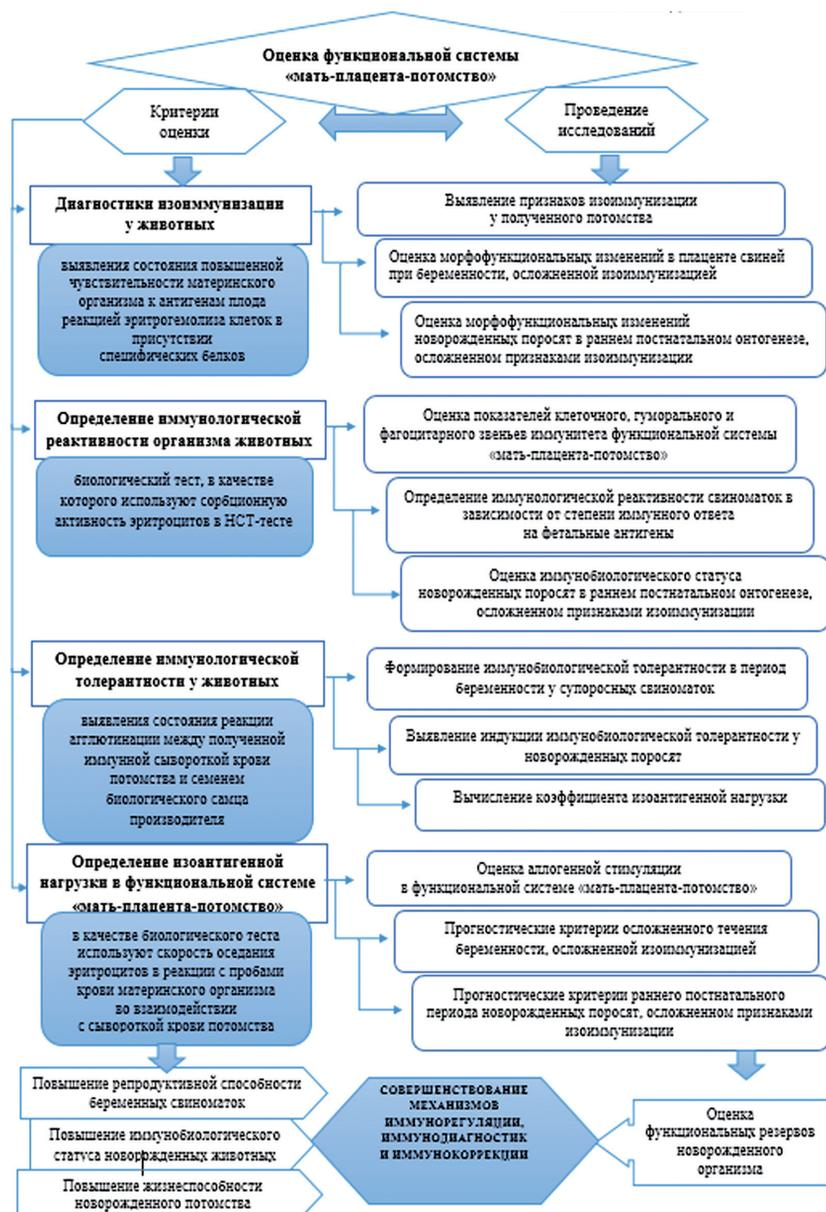 Оценка функциональной системы
«мать-плацента-потомство»
Критерии
оценки
Проведение
исследований
Диагностики изоиммунизации
у животных
выявления состояния повышенной
чувствительности материнского
организма к антигенам плода
реакцией эритрогемолиза клеток в
присутствии
специфических белков
Выявление признаков изоиммунизации
у полученного потомства
Оценка морфофункциональных изменений в плаценте свиней
при беременности, осложненной изоиммунизацией
Оценка морфофункциональных изменений
новорожденных поросят в раннем постнатальном онтогенезе,
осложненном признаками изоиммунизации
Определение иммунологической
реактивности организма животных
биологический тест, в качестве
которого используют сорбционную
активность эритроцитов в НСТ-тесте
Оценка показателей клеточного, гуморального и
фагоцитарного звеньев иммунитета функциональной системы
«мать-плацента-потомство»
Определение иммунологической реактивности свиноматок в
зависимости от степени иммунного ответа
на фетальные антигены
Оценка иммунобиологического статуса
новорожденных поросят в раннем постнатальном онтогенезе,
осложненном признаками изоиммунизации
Определение иммунологической
толерантности у животных
выявления состояния реакции
агглютинации между полученной
иммунной сывороткой крови
потомства и семенем
биологического самца
производителя
Формирование иммунобиологической толерантности в период
беременности у супоросных свиноматок
Выявление индукции иммунобиологической толерантности у
новорожденных поросят
Вычисление коэффициента изоантигенной нагрузки
Определение изоантигенной
нагрузки в функциональной системе
«мать-плацента-потомство»
в качестве биологического теста
используют скорость оседания
эритроцитов в реакции с пробами
крови материнского организма
во взаимодействии
с сывороткой крови потомства
Оценка аллогенной стимуляции
в функциональной системе «мать-плацента-потомство»
Прогностические критерии осложненного течения
беременности, осложненной изоиммунизацией
Прогностические критерии раннего постнатального
периода новорожденных поросят, осложненном признаками
изоиммунизации
Повышение репродуктивной способности
беременных свиноматок
Повышение иммунобиологического
статуса новорожденных животных
Повышение жизнеспособности
новорожденного потомства
СОВЕРШЕНСТВОВАНИЕ
МЕХАНИЗМОВ
ИММУНОРЕГУЛЯЦИИ,
ИММУНОДИАГНОСТИК
И ИММУНОКОРРЕКЦИИ
Оценка
функциональных резервов
новорожденного
организма